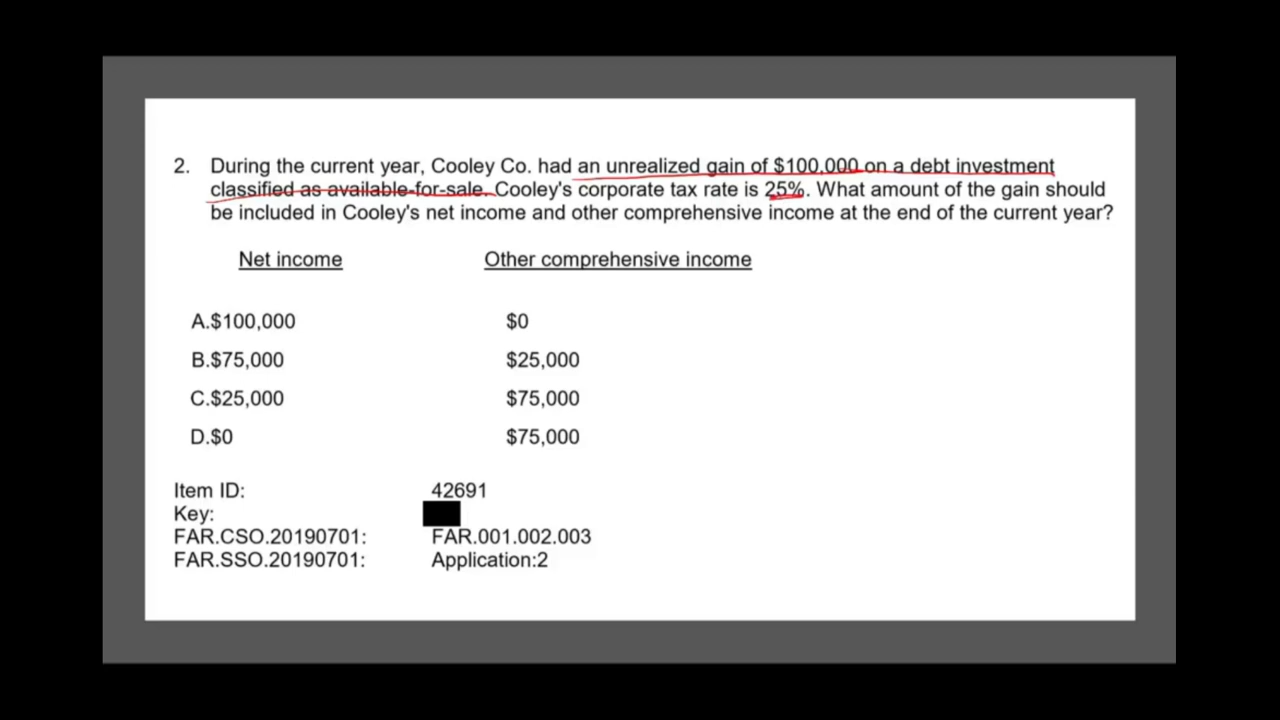 2. During the current year, Cooley Co. had an unrealized gain of $100,000 on a debt investment
classified as available-for-sale. Cooley's corporate tax rate is 25%. What amount of the gain should
be included in Cooley's net income and other comprehensive income at the end of the current year?
Net income Other comprehensive income
A.$100,000 $0
B.$75,000 $25,000
C.$25,000 $75,000
D.$0 $75,000
Item ID: 42691
Key:
FAR.CSO.20190701: FAR.001.002.003
FAR.SSO.20190701: Application:2